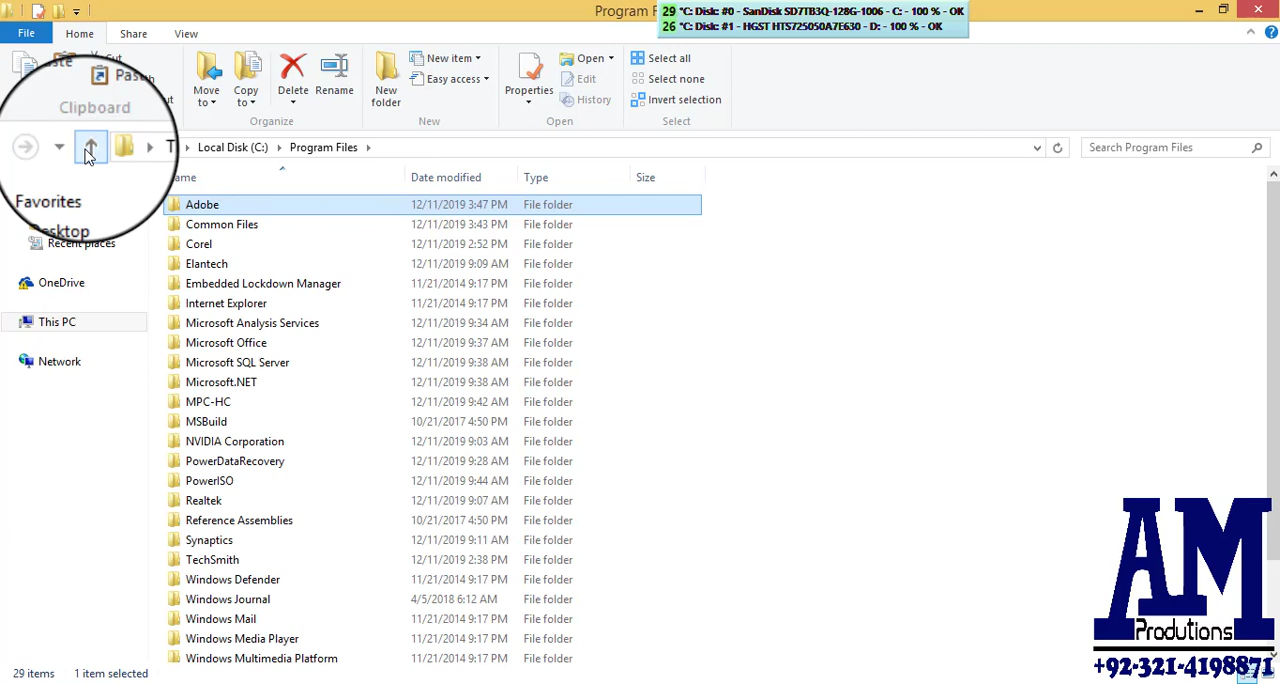 Program F
29 °C: Disk: #0 - SanDisk SD7TB3Q-128G-1006 - C: - 100 % - OK
26 °C: Disk: #1 - HGST HTS725050A7E630 - D: - 100 % - OK
File Home Share View
Move to
Copy to
Delete
Rename
New folder
New item
Easy access
Properties
Open
Edit
History
Select all
Select none
Invert selection
Clipboard
Organize
New
Open
Select
Local Disk (C:) Program Files
Search Program Files
Favorites
Desktop
Recent places
OneDrive
This PC
Network
Date modified Type Size
Adobe 12/11/2019 3:47 PM File folder
Common Files 12/11/2019 3:43 PM File folder
Corel 12/11/2019 2:52 PM File folder
Elantech 12/11/2019 9:09 AM File folder
Embedded Lockdown Manager 11/21/2014 9:17 PM File folder
Internet Explorer 11/21/2014 9:17 PM File folder
Microsoft Analysis Services 12/11/2019 9:34 AM File folder
Microsoft Office 12/11/2019 9:37 AM File folder
Microsoft SQL Server 12/11/2019 9:38 AM File folder
Microsoft.NET 12/11/2019 9:38 AM File folder
MPC-HC 12/11/2019 9:42 AM File folder
MSBuild 10/21/2017 4:50 PM File folder
NVIDIA Corporation 12/11/2019 9:03 AM File folder
PowerDataRecovery 12/11/2019 9:28 AM File folder
PowerISO 12/11/2019 9:44 AM File folder
Realtek 12/11/2019 9:07 AM File folder
Reference Assemblies 10/21/2017 4:50 PM File folder
Synaptics 12/11/2019 9:11 AM File folder
TechSmith 12/11/2019 2:38 PM File folder
Windows Defender 11/21/2014 9:17 PM File folder
Windows Journal 4/5/2018 6:12 AM File folder
Windows Mail 11/21/2014 9:17 PM File folder
Windows Media Player 11/21/2014 9:17 PM File folder
Windows Multimedia Platform 11/21/2014 9:17 PM File folder
29 items 1 item selected
AM
Produtions
+92-321-4198871